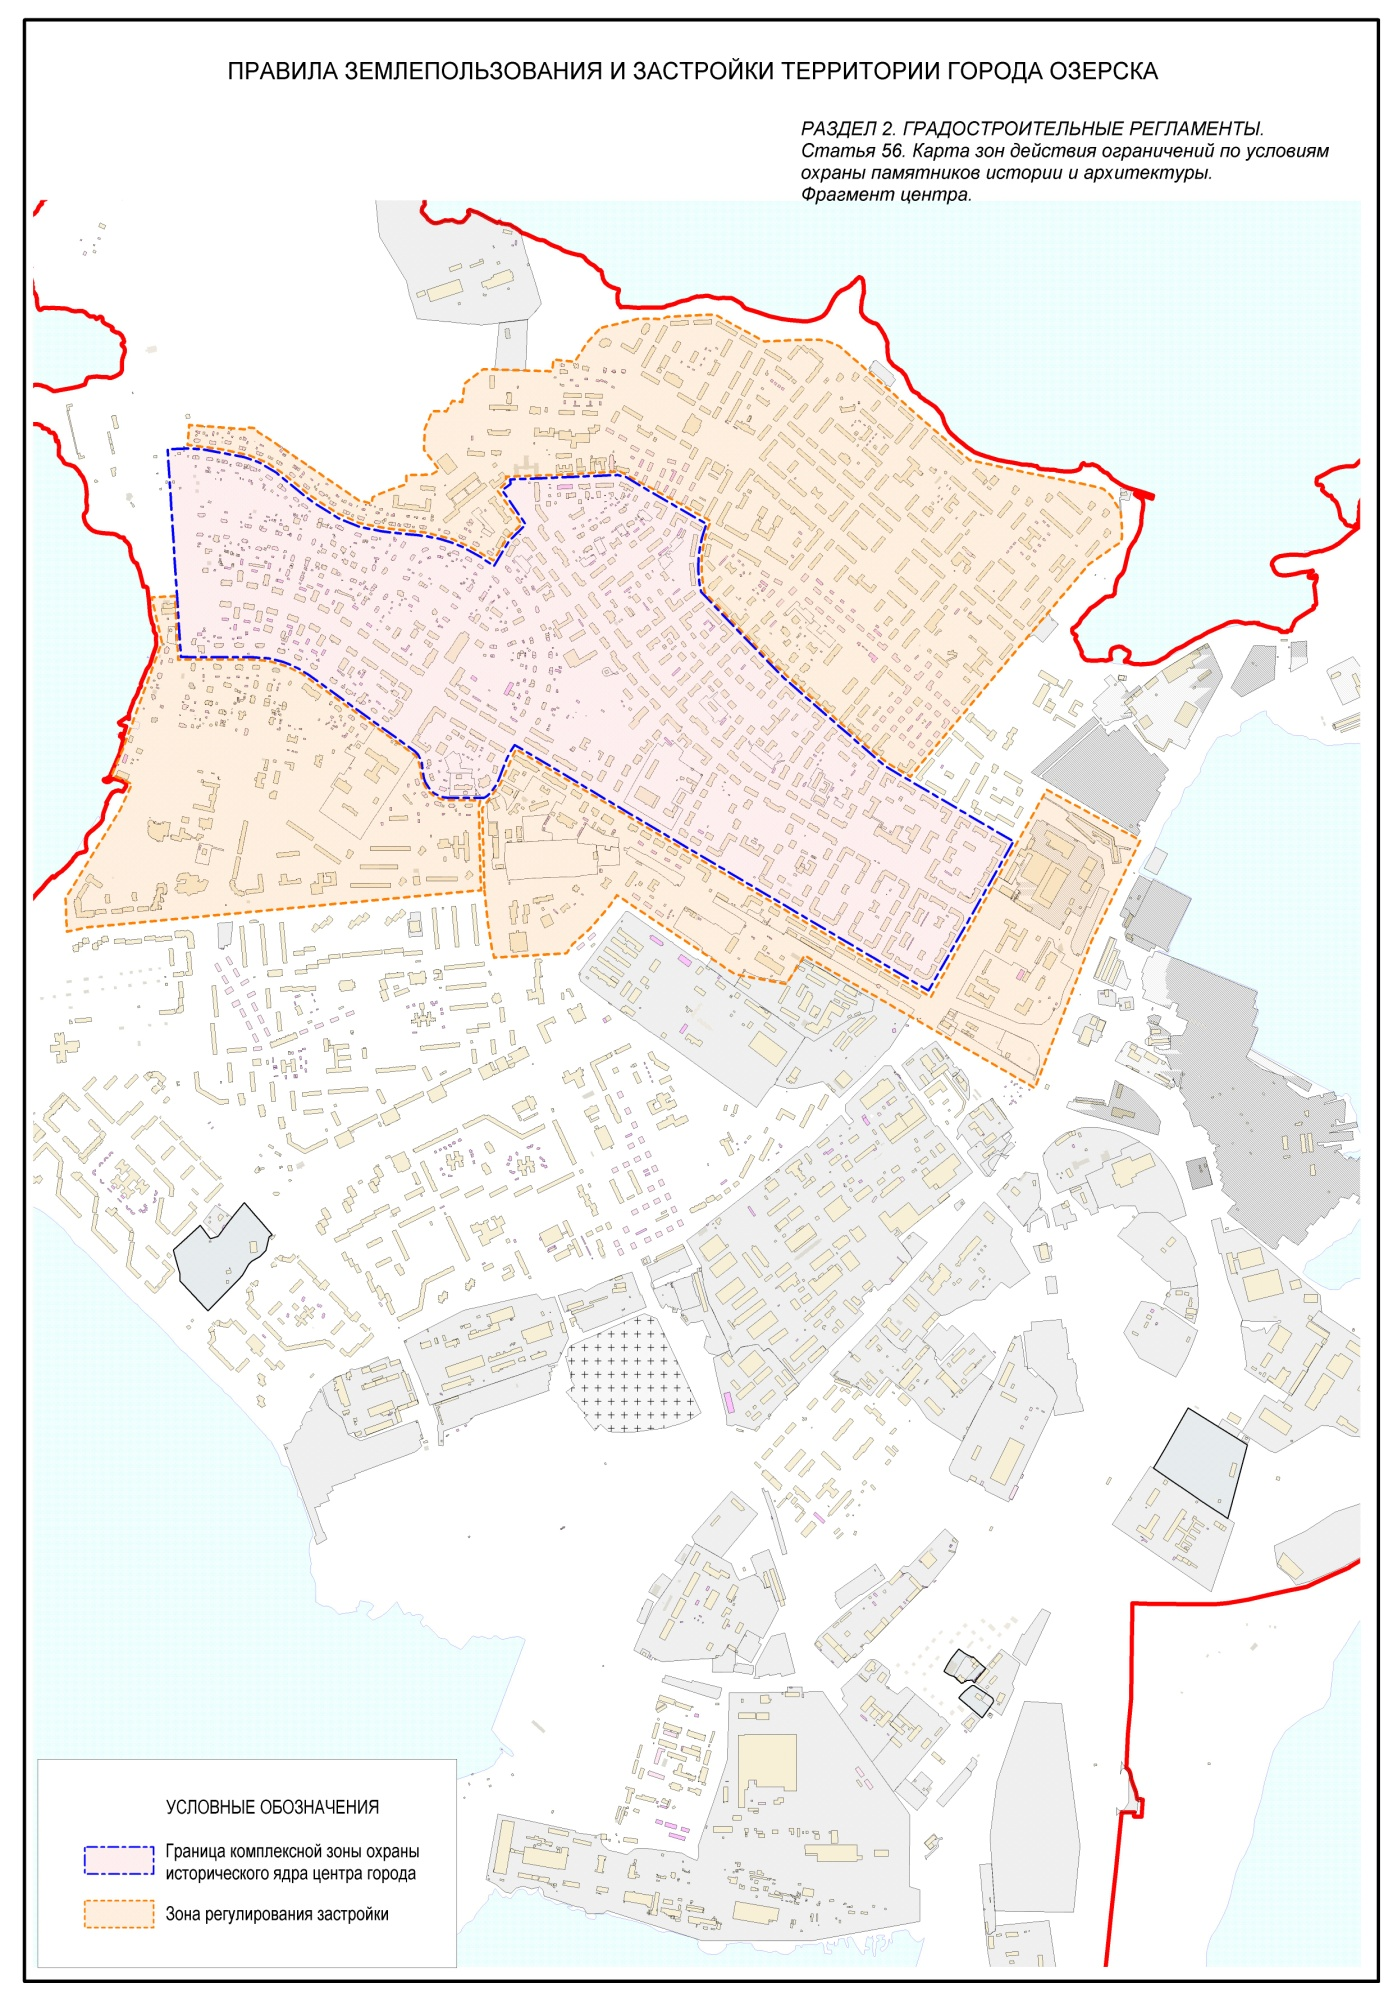 ПРАВИЛА ЗЕМЛЕПОЛЬЗОВАНИЯ И ЗАСТРОЙКИ ТЕРРИТОРИИ ГОРОДА ОЗЕРСКА
РАЗДЕЛ 2. ГРАДОСТРОИТЕЛЬНЫЕ РЕГЛАМЕНТЫ.
Статья 56. Карта зон действия ограничений по условиям
охраны памятников истории и архитектуры.
Фрагмент центра.
УСЛОВНЫЕ ОБОЗНАЧЕНИЯ
Граница комплексной зоны охраны
исторического ядра центра города
Зона регулирования застройки